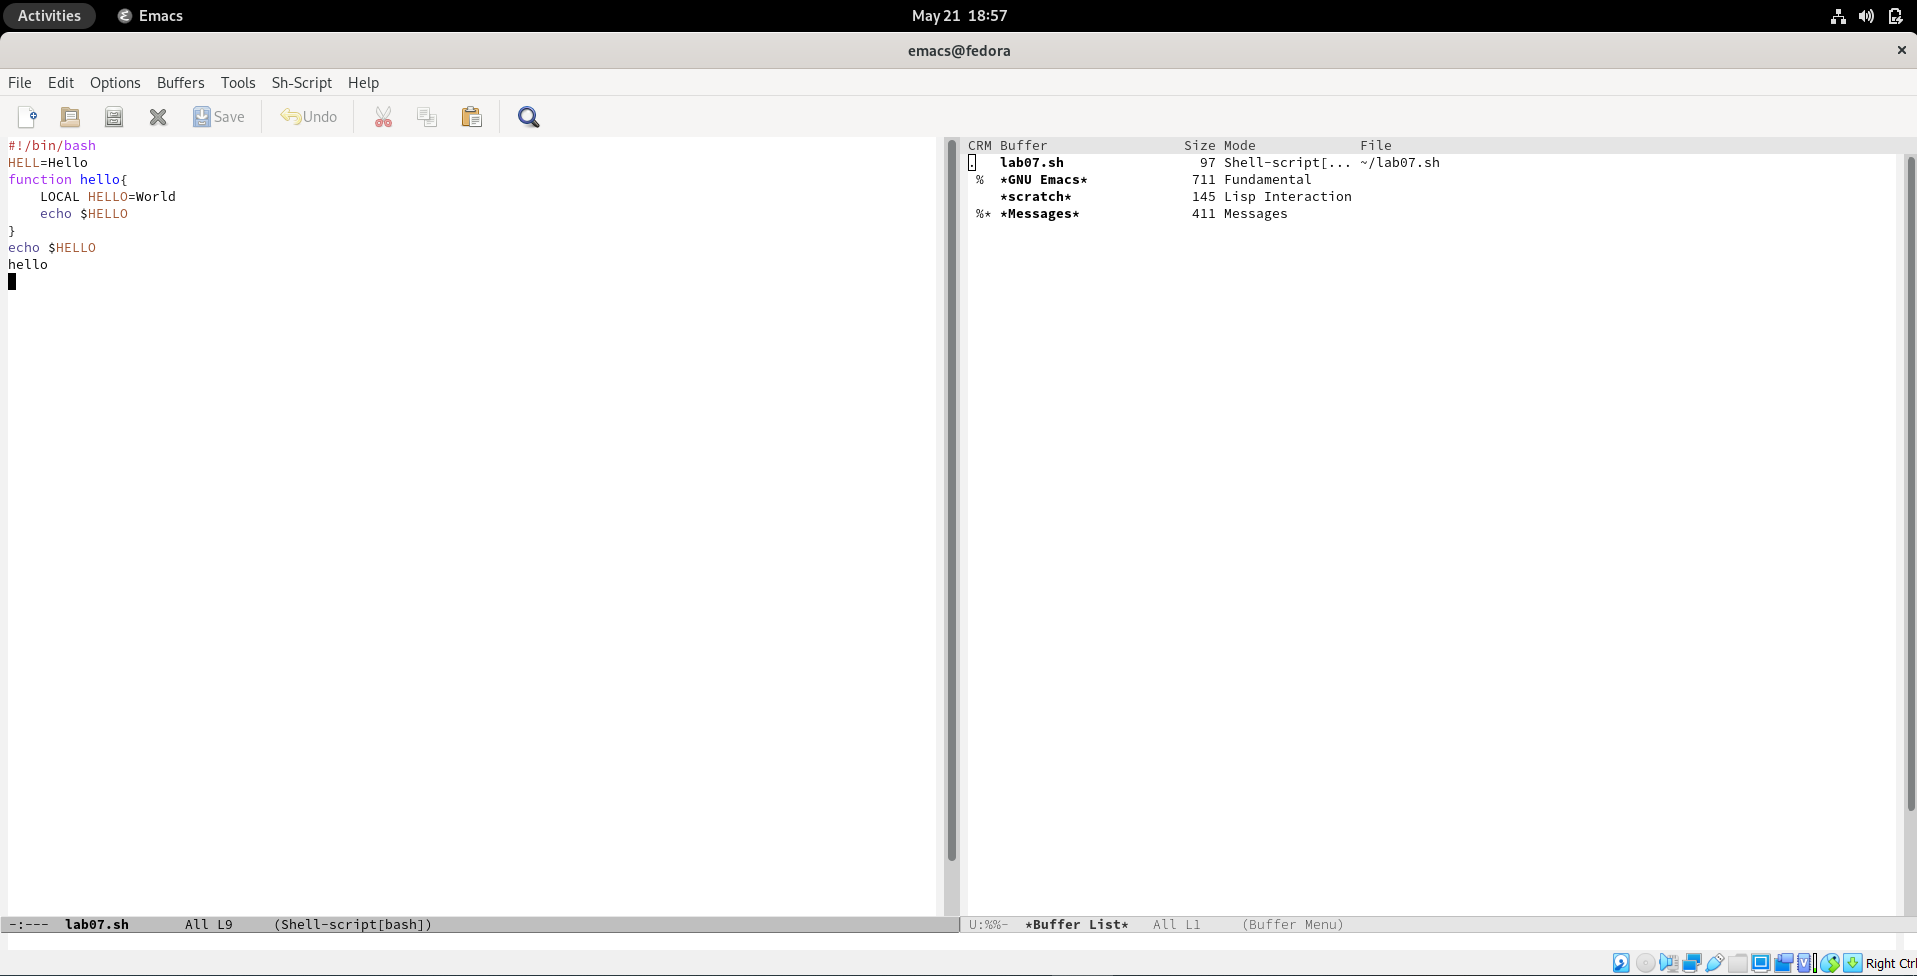 Activities Emacs May 21 18:57
emacs@fedora ×
File Edit Options Buffers Tools Sh-Script Help
Save Undo
#!/bin/bash
HELL=Hello
function hello{
    LOCAL HELLO=World
    echo $HELLO
}
echo $HELLO
hello
CRM Buffer Size Mode File
. lab07.sh 97 Shell-script[... ~/lab07.sh
% *GNU Emacs* 711 Fundamental
*scratch* 145 Lisp Interaction
%* *Messages* 411 Messages
-:--- lab07.sh All L9 (Shell-script[bash])
U:%%- *Buffer List* All L1 (Buffer Menu)
Right Ctrl